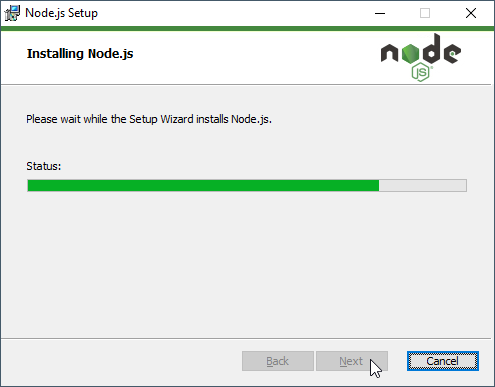 Node.js Setup
Installing Node.js
node
JS
Please wait while the Setup Wizard installs Node.js.
Status:
Back
Next
Cancel